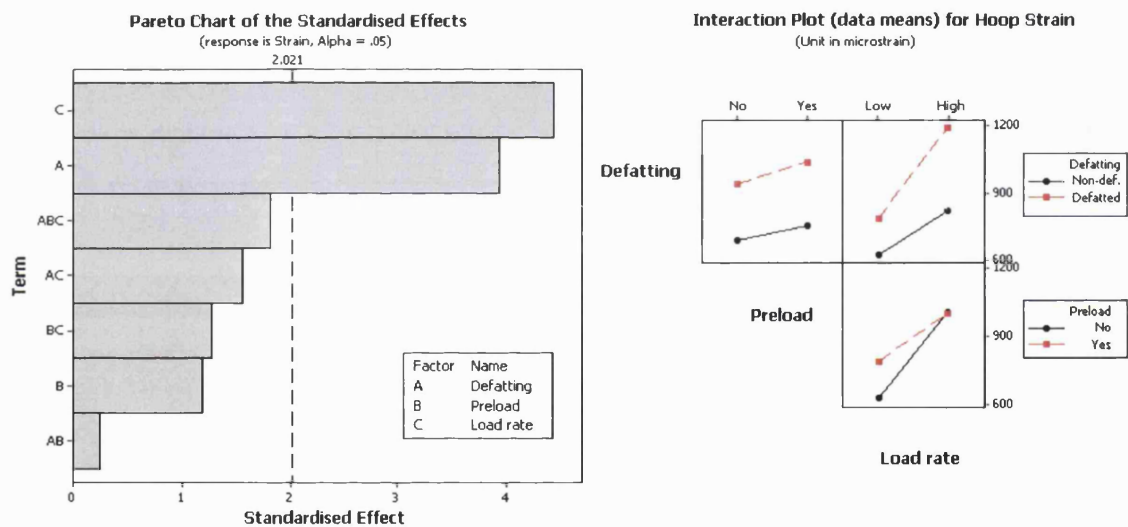 Pareto Chart of the Standardised Effects
(response is Strain, Alpha = .05)
2.021
Term
C
A
ABC
AC
BC
B
AB
Factor Name
A Defatting
B Preload
C Load rate
0 1 2 3 4
Standardised Effect
Interaction Plot (data means) for Hoop Strain
(Unit in microstrain)
No Yes Low High
Defatting
1200
900
600
Defatting
Non-def.
Defatted
Preload
1200
900
600
Preload
No
Yes
Load rate